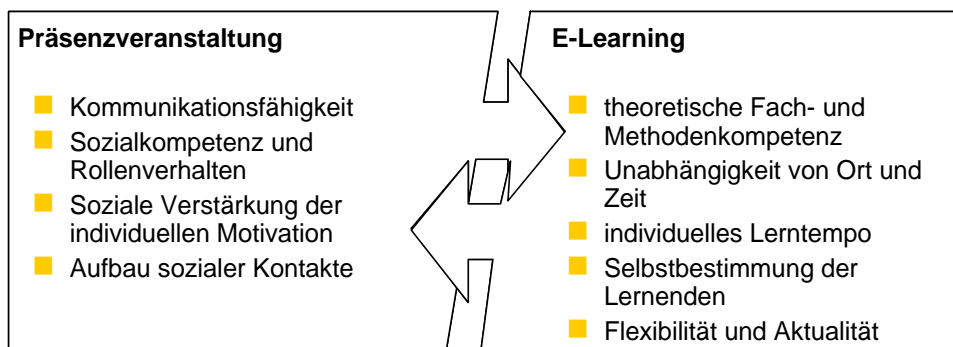 Präsenzveranstaltung
Kommunikationsfähigkeit
Sozialkompetenz und
Rollenverhalten
Soziale Verstärkung der
individuellen Motivation
Aufbau sozialer Kontakte
E-Learning
theoretische Fach- und
Methodenkompetenz
Unabhängigkeit von Ort und
Zeit
individuelles Lerntempo
Selbstbestimmung der
Lernenden
Flexibilität und Aktualität